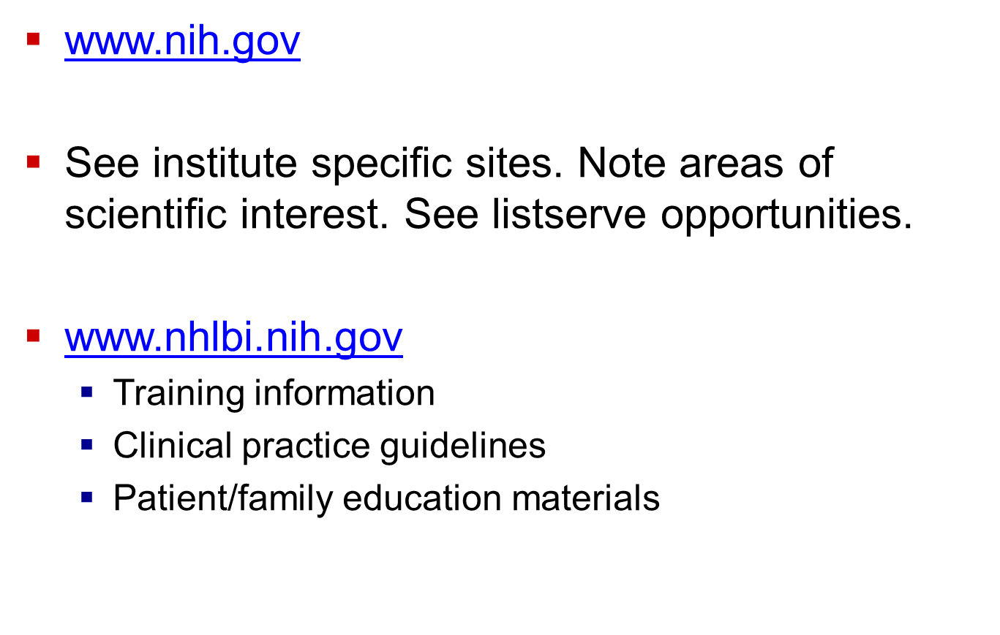 www.nih.gov
See institute specific sites. Note areas of
scientific interest. See listserve opportunities.
www.nhlbi.nih.gov
Training information
Clinical practice guidelines
Patient/family education materials